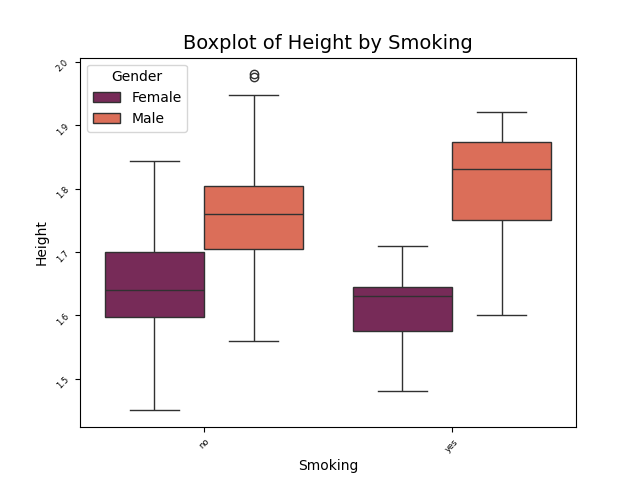 Boxplot of Height by Smoking
Gender
Female
Male
Height
2.0
1.9
1.8
1.7
1.6
1.5
no
yes
Smoking